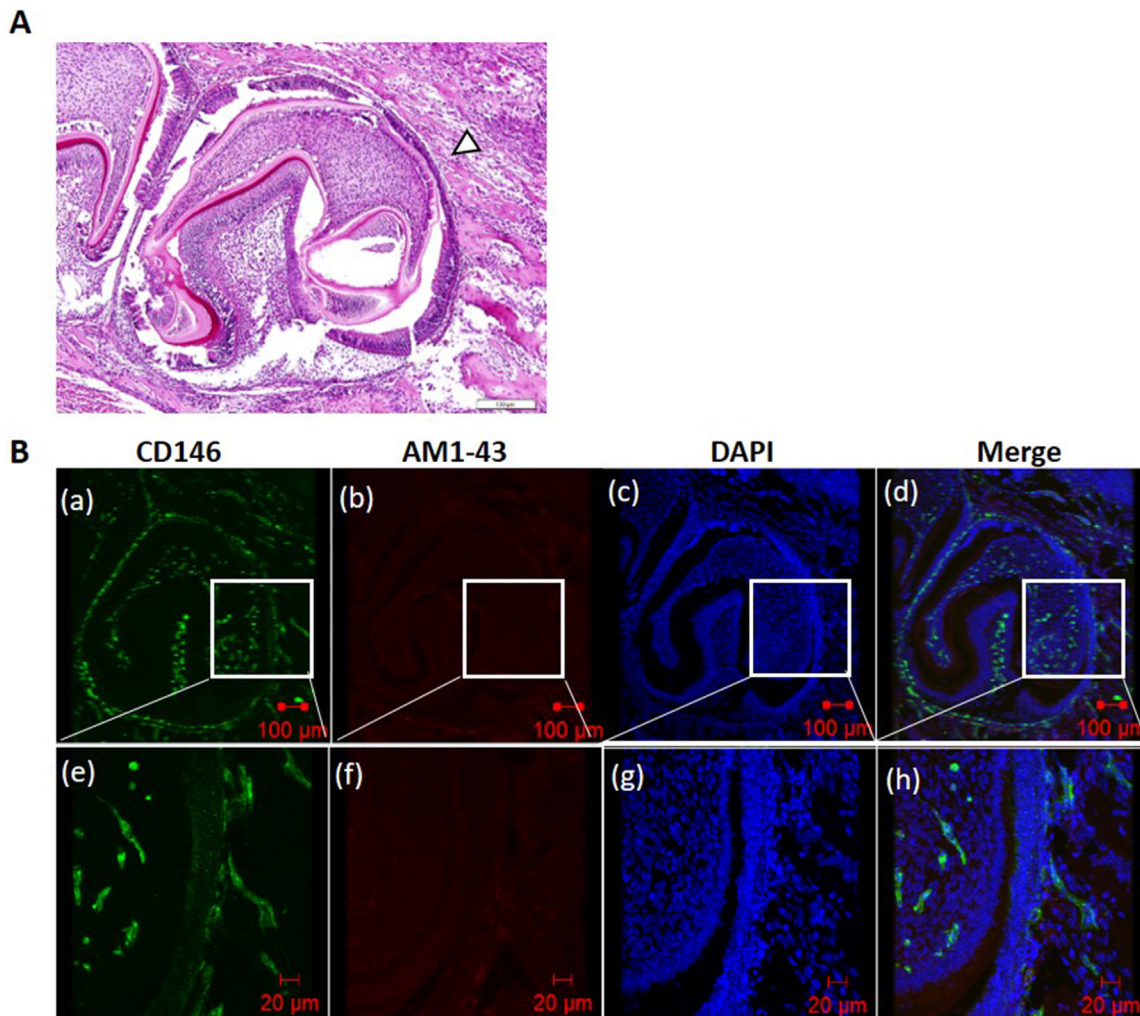 A
100µm
B
CD146 AM1-43 DAPI Merge
(a) (b) (c) (d)
100 µm 100 µm 100 µm 100 µm
(e) (f) (g) (h)
20 µm 20 µm 20 µm 20 µm